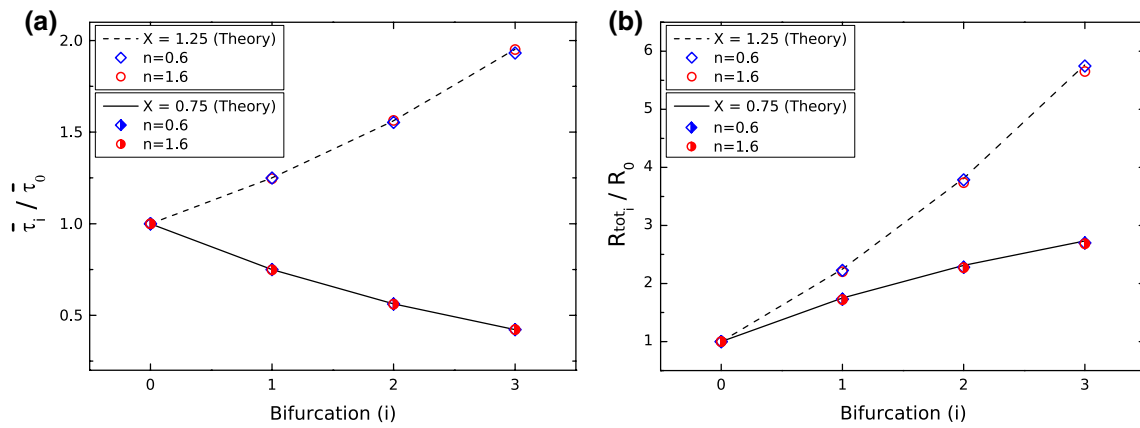 (a)
X = 1.25 (Theory)
n=0.6
n=1.6
X = 0.75 (Theory)
n=0.6
n=1.6
2.0
1.5
1.0
0.5
τ̅ᵢ / τ̅₀
0 1 2 3
Bifurcation (i)
(b)
X = 1.25 (Theory)
n=0.6
n=1.6
X = 0.75 (Theory)
n=0.6
n=1.6
6
5
4
3
2
1
Rtotᵢ / R₀
0 1 2 3
Bifurcation (i)